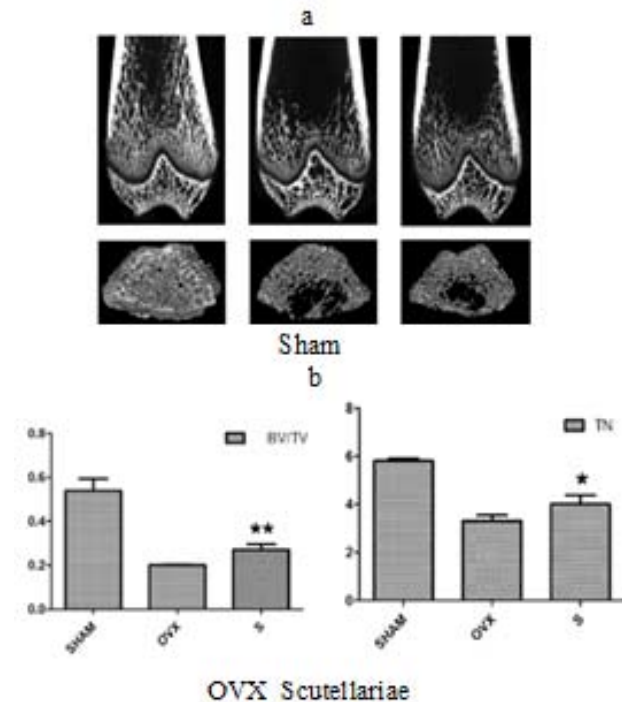 a
Sham
b
0.8
0.6
0.4
0.2
0.0
BV/TV
★★
SHAM
OVX
S
8
6
4
2
0
TN
★
SHAM
OVX
S
OVX Scutellariae